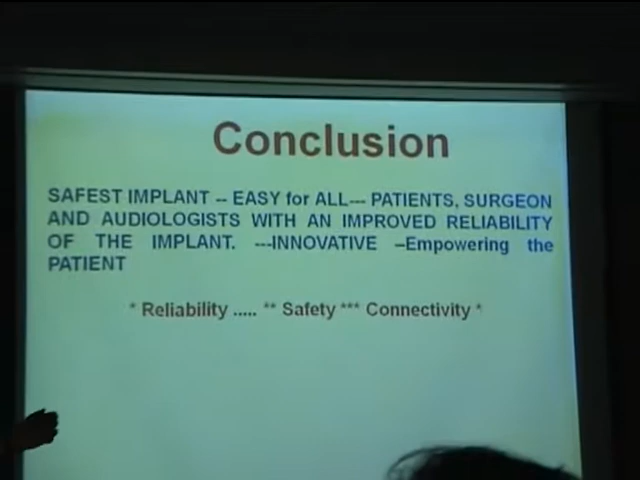 Conclusion
SAFEST IMPLANT -- EASY for ALL--- PATIENTS, SURGEON
AND AUDIOLOGISTS WITH AN IMPROVED RELIABILITY
OF THE IMPLANT. ---INNOVATIVE –Empowering the
PATIENT
* Reliability ..... ** Safety *** Connectivity *